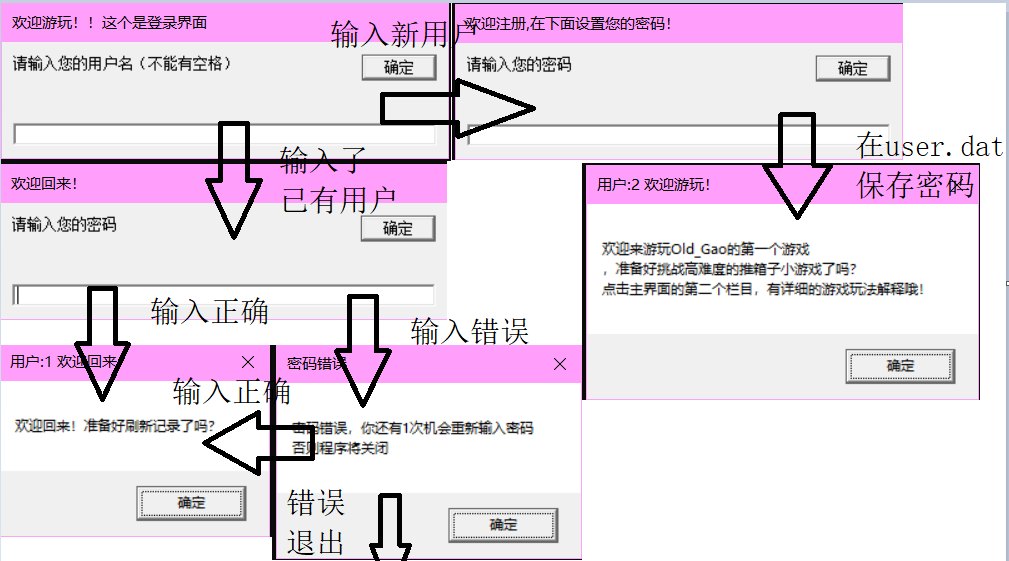 欢迎游玩！！这个是登录界面
请输入您的用户名（不能有空格）
确定
输入新用户
欢迎注册,在下面设置您的密码！
请输入您的密码
确定
输入了
已有用户
在user.dat
保存密码
欢迎回来！
请输入您的密码
确定
用户:2 欢迎游玩！
欢迎来游玩Old_Gao的第一个游戏
，准备好挑战高难度的推箱子小游戏了吗？
点击主界面的第二个栏目，有详细的游戏玩法解释哦！
确定
输入正确
输入错误
用户:1 欢迎回来
欢迎回来！准备好刷新记录了吗？
确定
输入正确
密码错误
密码错误，你还有1次机会重新输入密码
否则程序将关闭
确定
错误
退出